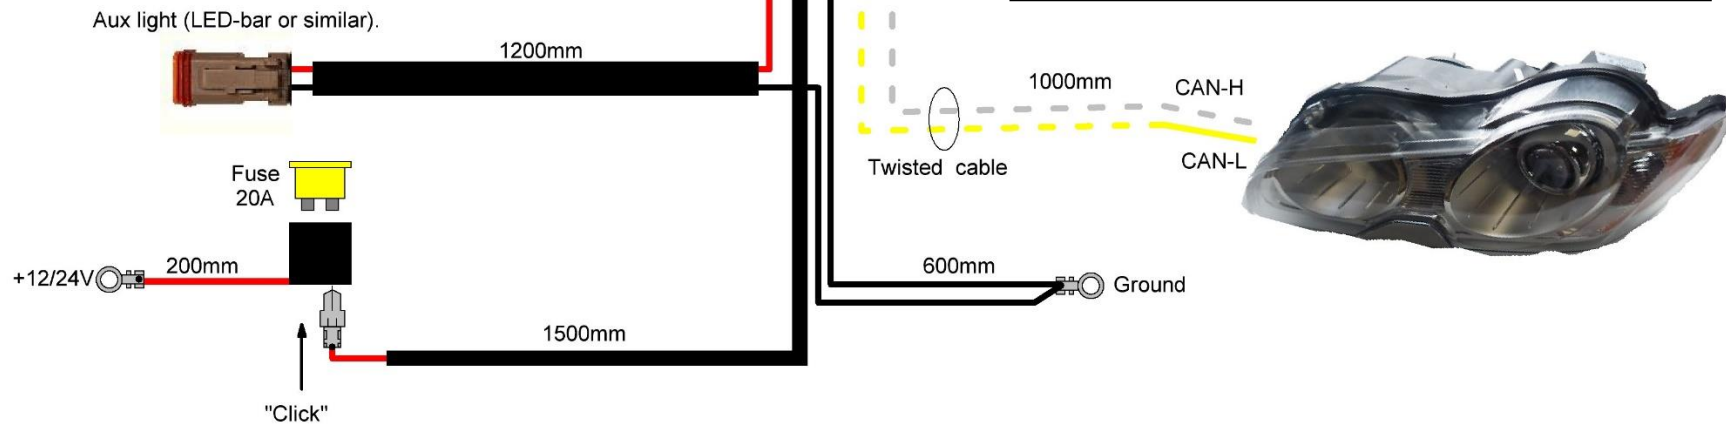 Aux light (LED-bar or similar).
1200mm
1000mm
CAN-H
CAN-L
Twisted cable
Fuse
20A
+12/24V
200mm
600mm
Ground
1500mm
"Click"